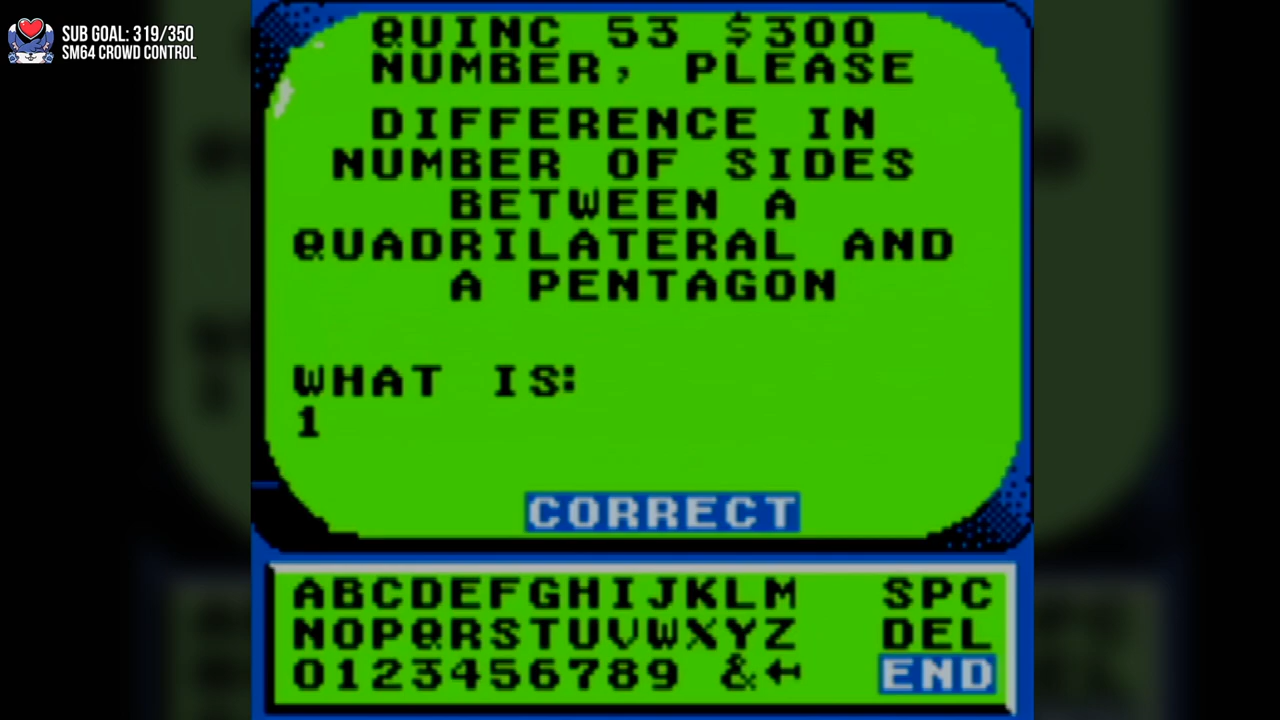 SUB GOAL: 319/350
SM64 CROWD CONTROL
QUINC 53 $300
NUMBER, PLEASE
DIFFERENCE IN
NUMBER OF SIDES
BETWEEN A
QUADRILATERAL AND
A PENTAGON
WHAT IS:
1
CORRECT
ABCDEFGHIJKLM SPC
NOPQRSTUVWXYZ DEL
0123456789 &← END